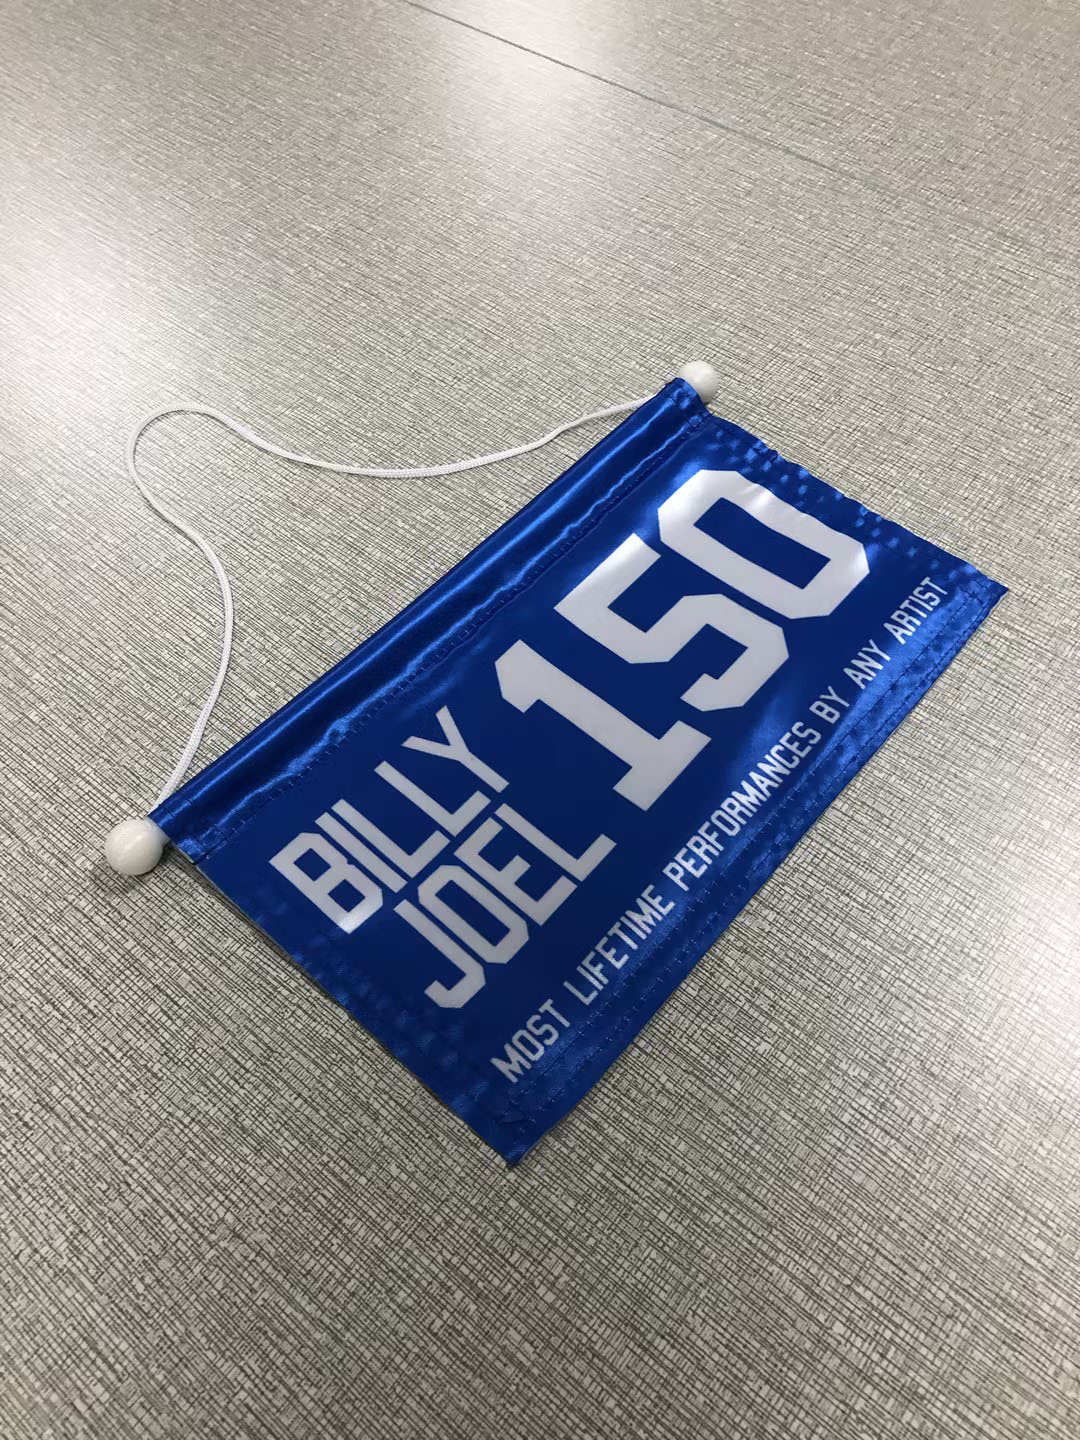 BILLY
JOEL
150
MOST LIFETIME PERFORMANCES BY ANY ARTIST